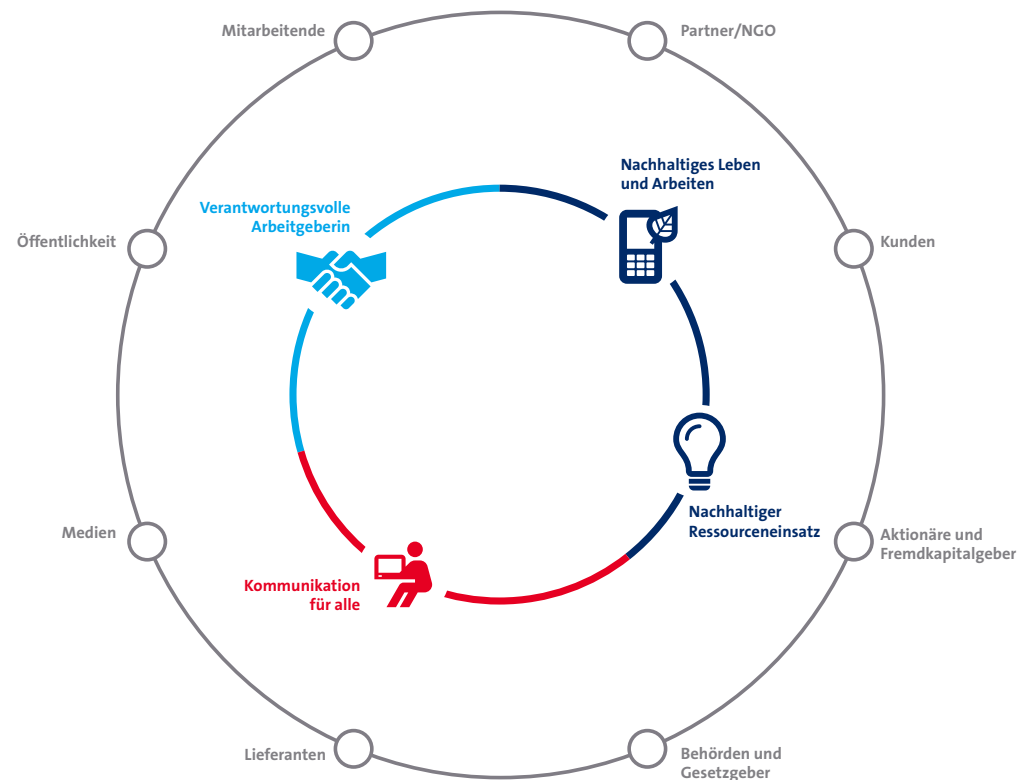 Mitarbeitende
Partner/NGO
Nachhaltiges Leben
und Arbeiten
Verantwortungsvolle
Arbeitgeberin
Öffentlichkeit
Kunden
Nachhaltiger
Ressourceneinsatz
Medien
Aktionäre und
Fremdkapitalgeber
Kommunikation
für alle
Lieferanten
Behörden und
Gesetzgeber